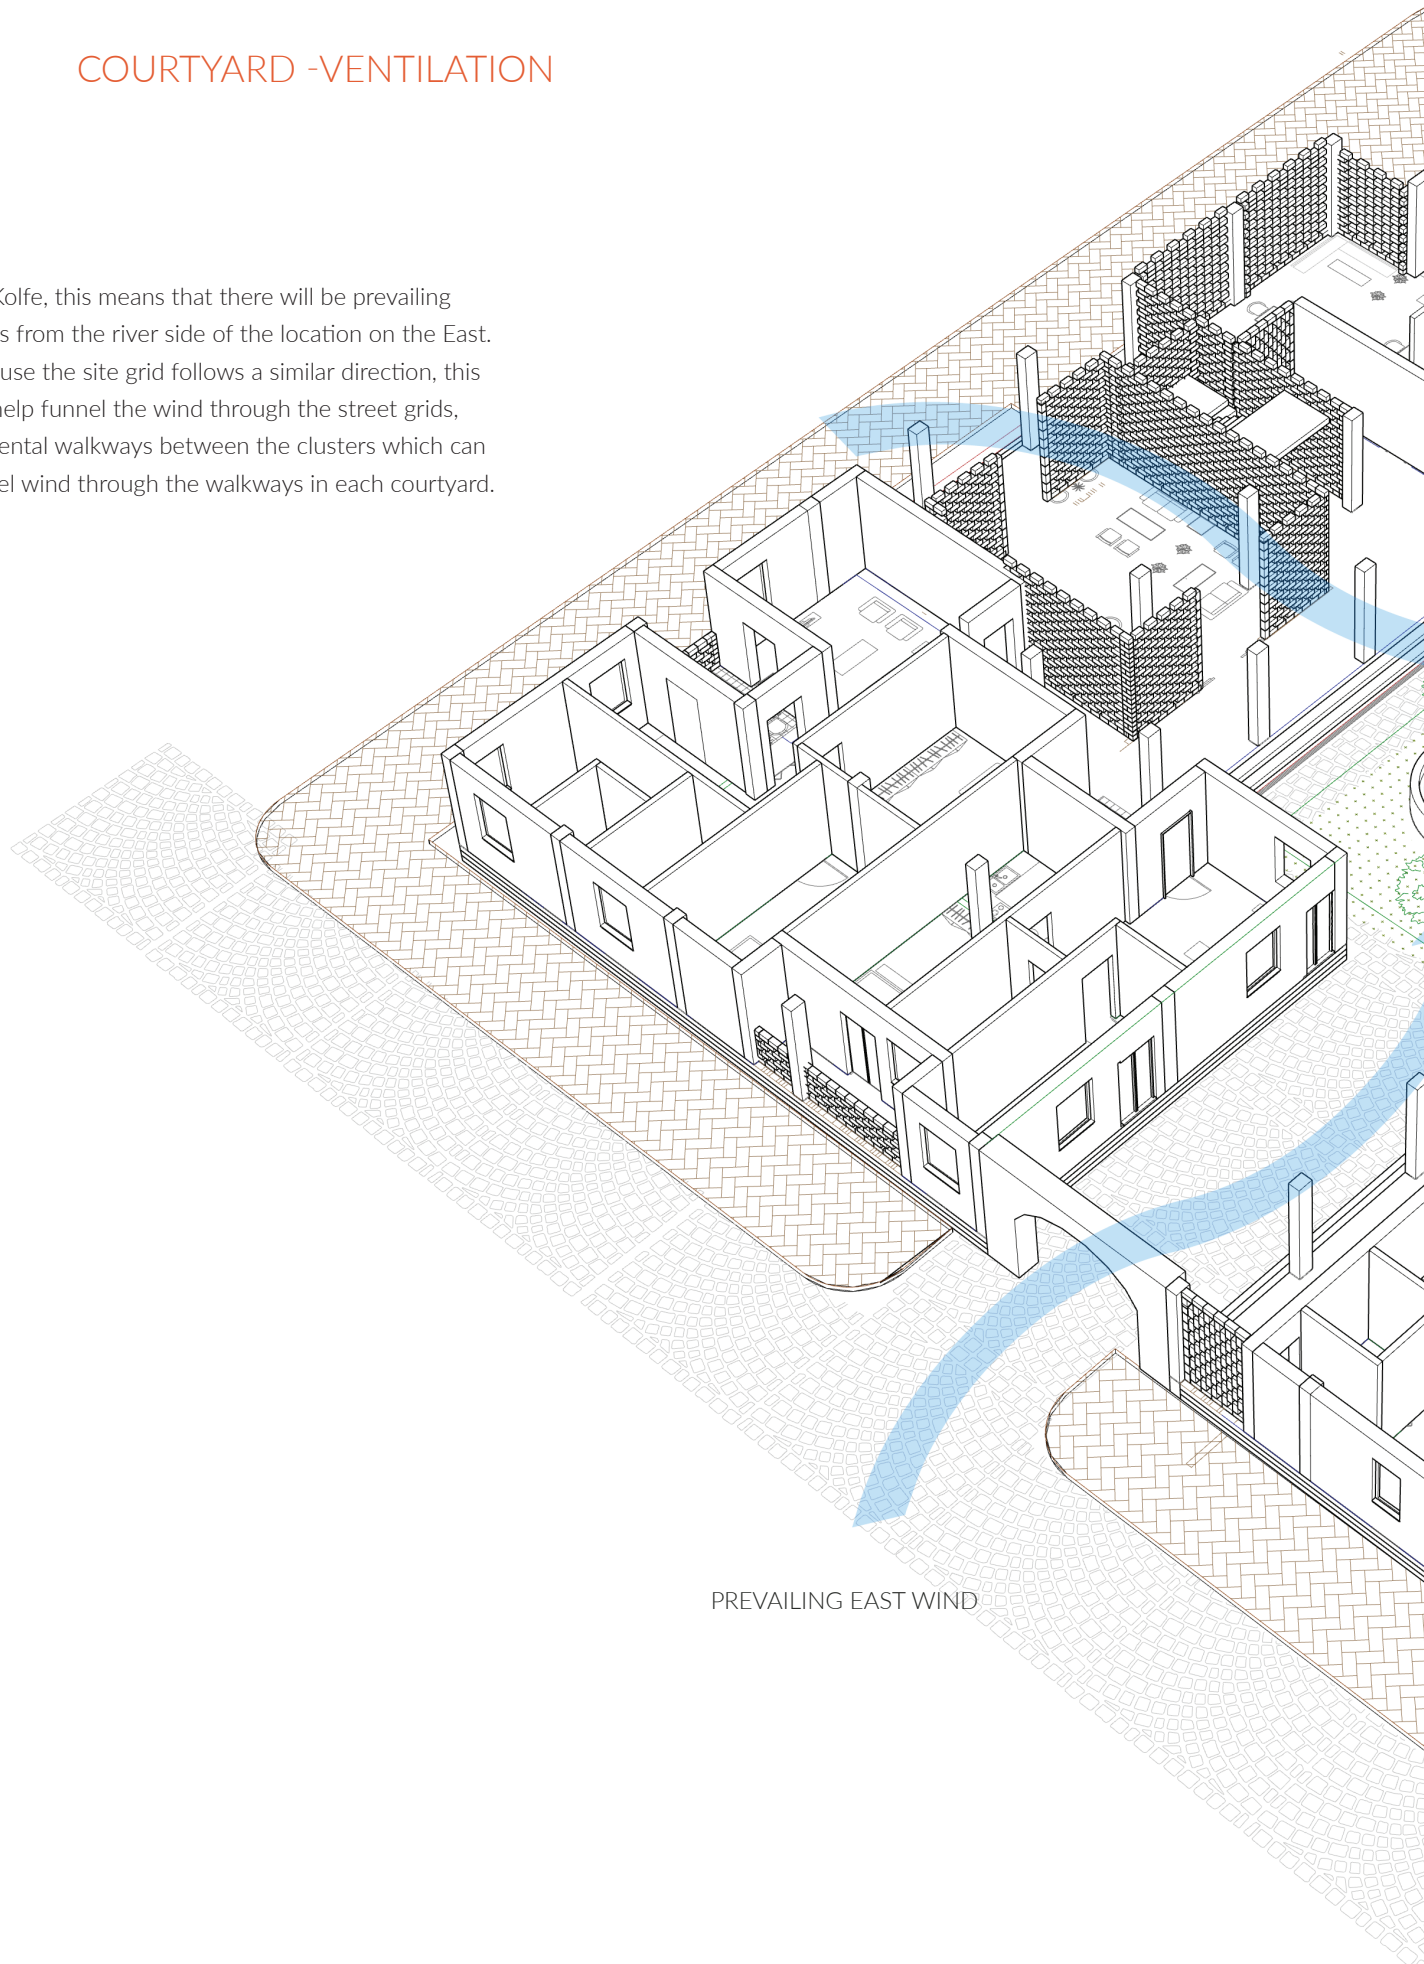 COURTYARD -VENTILATION
Kolfe, this means that there will be prevailing
s from the river side of the location on the East.
use the site grid follows a similar direction, this
help funnel the wind through the street grids,
ental walkways between the clusters which can
el wind through the walkways in each courtyard.
PREVAILING EAST WIND